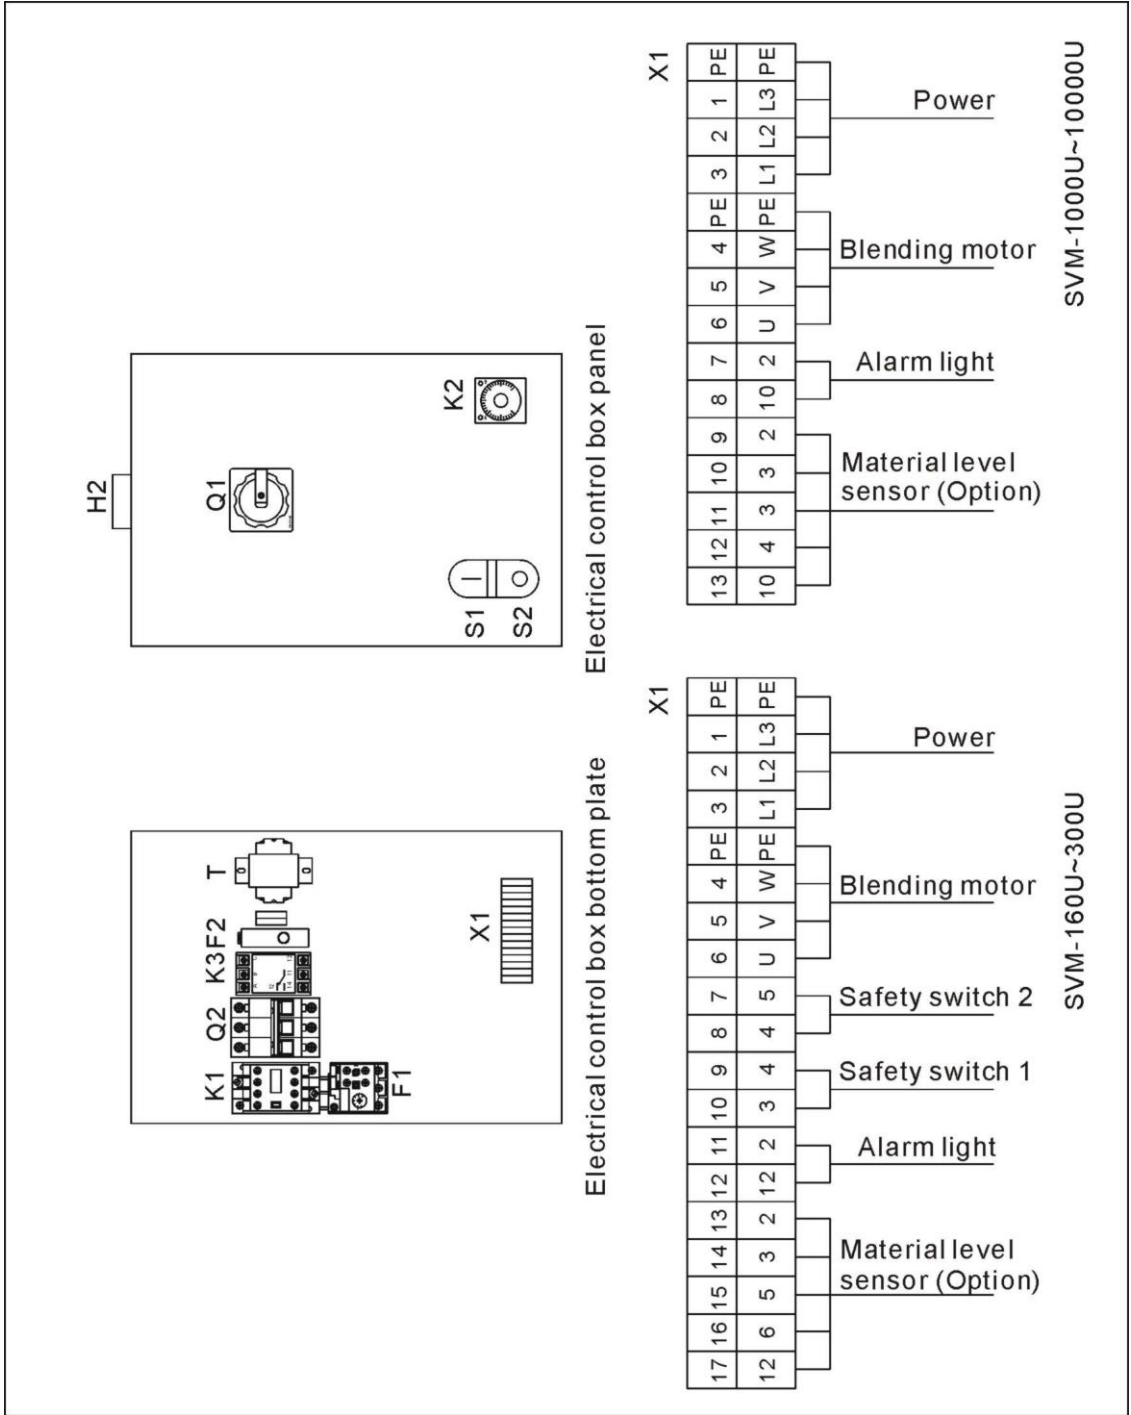 H2
Q1
K2
S1
S2
Electrical control box panel
T
K3F2
Q2
K1
F1
X1
Electrical control box bottom plate
X1
PE PE
1 L3
2 L2
3 L1
Power
PE PE
4 W
5 V
6 U
Blending motor
7 2
8 10
Alarm light
9 2
10 3
11 3
12 4
13 10
Material level
sensor (Option)
SVM-1000U~10000U
X1
PE PE
1 L3
2 L2
3 L1
Power
PE PE
4 W
5 V
6 U
Blending motor
7 5
8 4
Safety switch 2
9 4
10 3
Safety switch 1
11 2
12 12
Alarm light
13 2
14 3
15 5
16 6
17 12
Material level
sensor (Option)
SVM-160U~300U